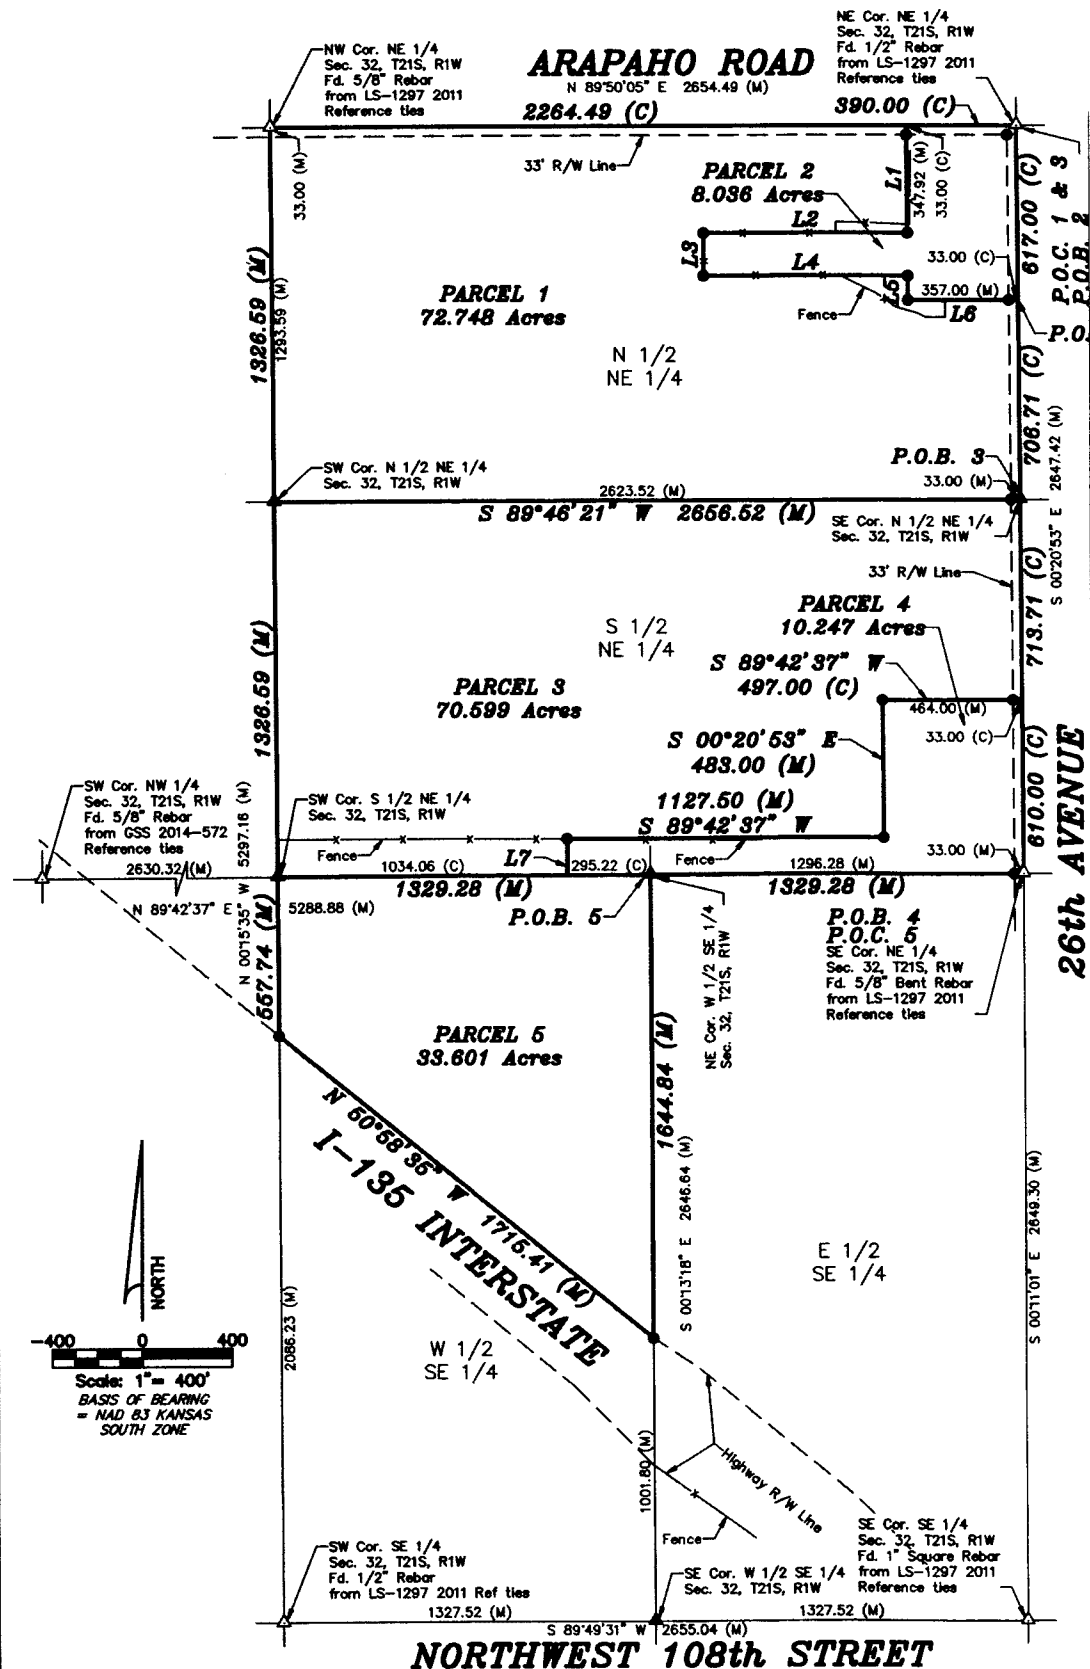 NW Cor. NE 1/4
Sec. 32, T21S, R1W
Fd. 5/8" Rebar
from LS-1297 2011
Reference ties
ARAPAHO ROAD
N 89°50'05" E 2654.49 (M)
2264.49 (C)
NE Cor. NE 1/4
Sec. 32, T21S, R1W
Fd. 1/2" Rebar
from LS-1297 2011
Reference ties
390.00 (C)
33.00 (M)
33' R/W Line
PARCEL 2
8.036 Acres
L1
347.92 (M)
33.00 (C)
617.00 (C)
P.O.C. 1 & 3
P.O.B. 2
L2
L3
L4
L5
33.00 (C)
357.00 (M)
L6
P.O.
Fence
1326.59 (M)
1293.59 (M)
PARCEL 1
72.748 Acres
N 1/2
NE 1/4
706.71 (C)
S 00°20'53" E 2647.42 (M)
P.O.B. 3
33.00 (M)
SW Cor. N 1/2 NE 1/4
Sec. 32, T21S, R1W
2623.52 (M)
S 89°46'21" W 2656.52 (M)
SE Cor. N 1/2 NE 1/4
Sec. 32, T21S, R1W
33' R/W Line
713.71 (C)
PARCEL 4
10.247 Acres
S 1/2
NE 1/4
S 89°42'37" W
497.00 (C)
464.00 (M)
33.00 (C)
1326.59 (M)
PARCEL 3
70.599 Acres
S 00°20'53" E
483.00 (M)
1127.50 (M)
S 89°42'37" W
610.00 (C)
26th AVENUE
SW Cor. NW 1/4
Sec. 32, T21S, R1W
Fd. 5/8" Rebar
from GSS 2014-572
Reference ties
N 00°15'35" W 5297.16 (M)
SW Cor. S 1/2 NE 1/4
Sec. 32, T21S, R1W
Fence
L7
Fence
33.00 (M)
2630.32 (M)
1034.06 (C)
295.22 (C)
1296.28 (M)
1329.28 (M)
1329.28 (M)
N 89°42'37" E 5288.88 (M)
P.O.B. 5
P.O.B. 4
P.O.C. 5
SE Cor. NE 1/4
Sec. 32, T21S, R1W
Fd. 5/8" Bent Rebar
from LS-1297 2011
Reference ties
NE Cor. W 1/2 SE 1/4
Sec. 32, T21S, R1W
557.74 (M)
PARCEL 5
33.601 Acres
1644.84 (M)
N 50°58'35" W 1715.41 (M)
I-135 INTERSTATE
S 00°13'18" E 2646.64 (M)
S 00°11'01" E 2649.30 (M)
E 1/2
SE 1/4
NORTH
-400 0 400
Scale: 1"= 400'
BASIS OF BEARING
= NAD 83 KANSAS
SOUTH ZONE
2086.23 (M)
W 1/2
SE 1/4
1001.80 (M)
Highway R/W Line
Fence
SW Cor. SE 1/4
Sec. 32, T21S, R1W
Fd. 1/2" Rebar
from LS-1297 2011 Ref ties
SE Cor. W 1/2 SE 1/4
Sec. 32, T21S, R1W
SE Cor. SE 1/4
Sec. 32, T21S, R1W
Fd. 1" Square Rebar
from LS-1297 2011
Reference ties
1327.52 (M)
1327.52 (M)
S 89°49'31" W 2655.04 (M)
NORTHWEST 108th STREET